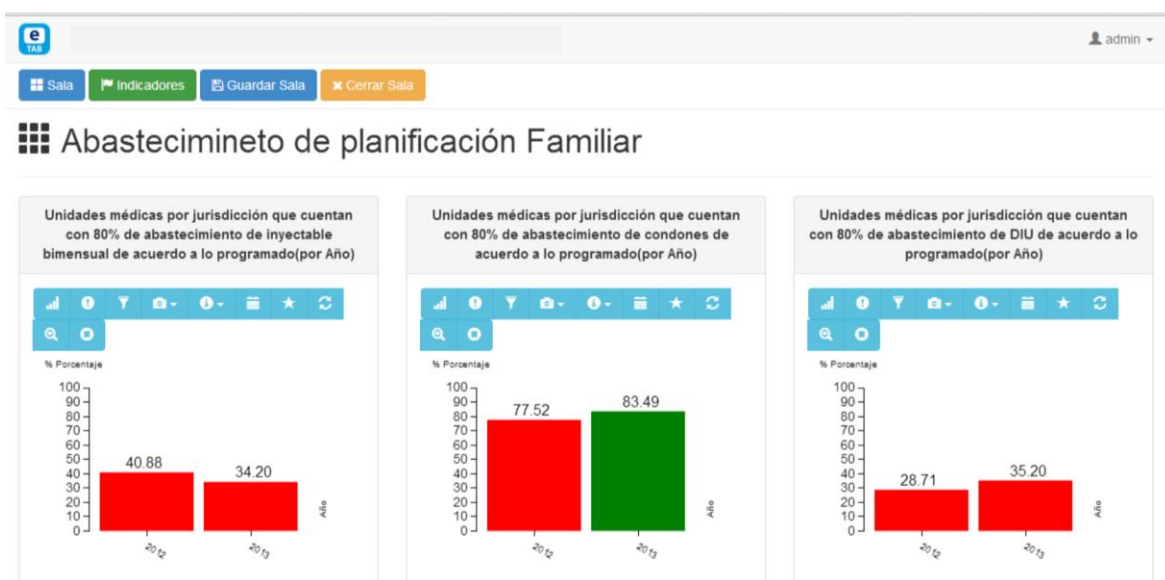 e
TAB
admin
Sala
Indicadores
Guardar Sala
Cerrar Sala
Abastecimineto de planificación Familiar
Unidades médicas por jurisdicción que cuentan
con 80% de abastecimiento de inyectable
bimensual de acuerdo a lo programado(por Año)
% Porcentaje
100
90
80
70
60
50
40
30
20
10
0
40.88
34.20
Año
2012
2013
Unidades médicas por jurisdicción que cuentan
con 80% de abastecimiento de condones de
acuerdo a lo programado(por Año)
% Porcentaje
100
90
80
70
60
50
40
30
20
10
0
77.52
83.49
Año
2012
2013
Unidades médicas por jurisdicción que cuentan
con 80% de abastecimiento de DIU de acuerdo a lo
programado(por Año)
% Porcentaje
100
90
80
70
60
50
40
30
20
10
0
28.71
35.20
Año
2012
2013